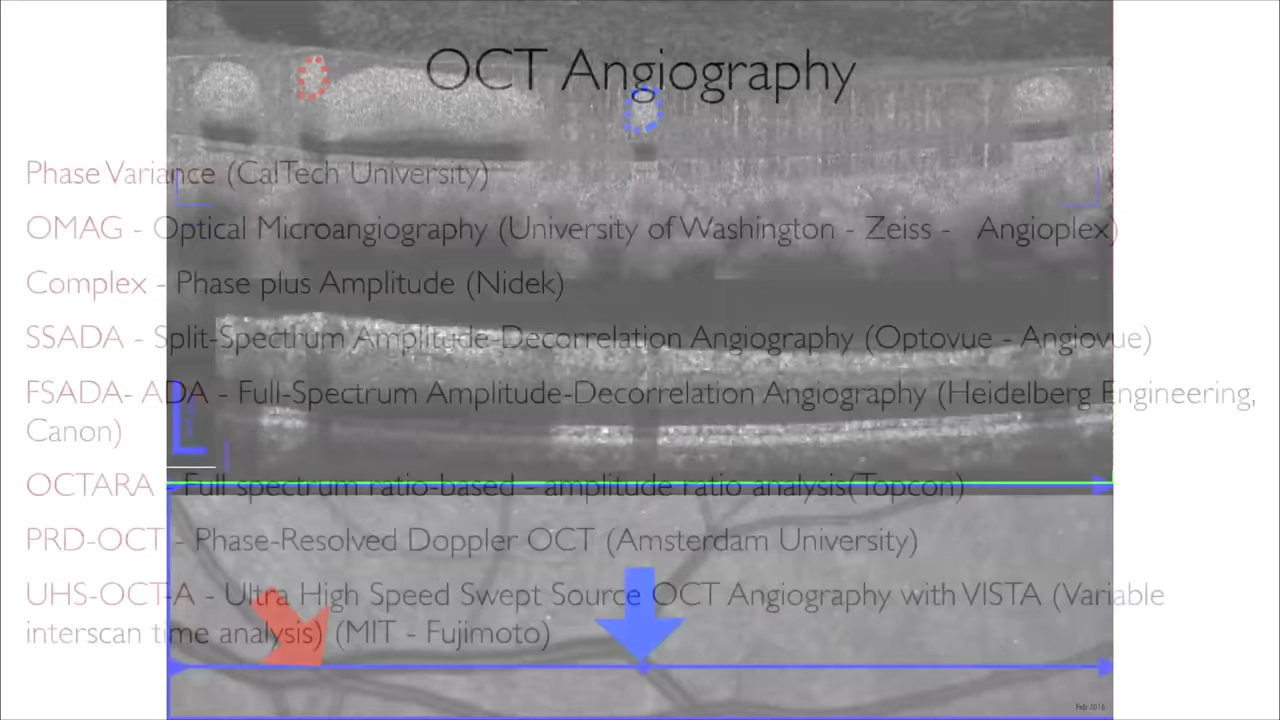 OCT Angiography
Phase Variance (CalTech University)
OMAG - Optical Microangiography (University of Washington - Zeiss - Angioplex)
Complex - Phase plus Amplitude (Nidek)
SSADA - Split-Spectrum Amplitude-Decorrelation Angiography (Optovue - Angiovue)
FSADA- ADA - Full-Spectrum Amplitude-Decorrelation Angiography (Heidelberg Engineering,
Canon)
OCTARA - Full spectrum ratio-based - amplitude ratio analysis(Topcon)
PRD-OCT - Phase-Resolved Doppler OCT (Amsterdam University)
UHS-OCT-A - Ultra High Speed Swept Source OCT Angiography with VISTA (Variable
interscan time analysis) (MIT - Fujimoto)
Feb 2016